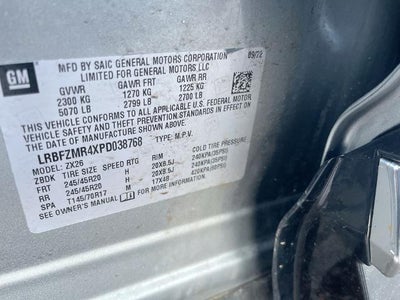 GM
MFD BY SAIC GENERAL MOTORS CORPORATION 09/22
LIMITED FOR GENERAL MOTORS,LLC
GVWR GAWR FRT GAWR RR
2300 KG 1270 KG 1225 KG
5070 LB 2799 LB 2700 LB
THIS VEHICLE CONFORMS TO ALL APPLICABLE U.S. FEDERAL MOTOR
VEHICLE SAFETY AND THEFT PREVENTION STANDARDS IN EFFECT ON
THE DATE OF MANUFACTURE SHOWN ABOVE.
LRBFZMR4XPD038768 TYPE: M.P.V.
MODEL: ZX26
ZBDK TIRE SIZE SPEED RTG RIM COLD TIRE PRESSURE
FRT 245/45R20 H 20X8.5J 240KPA(35PSI)
RR 245/45R20 H 20X8.5J 240KPA(35PSI)
SPA T145/70R17 M 17X4B 420KPA(60PSI)
SEE OWNER'S MANUAL FOR MORE INFORMATION.